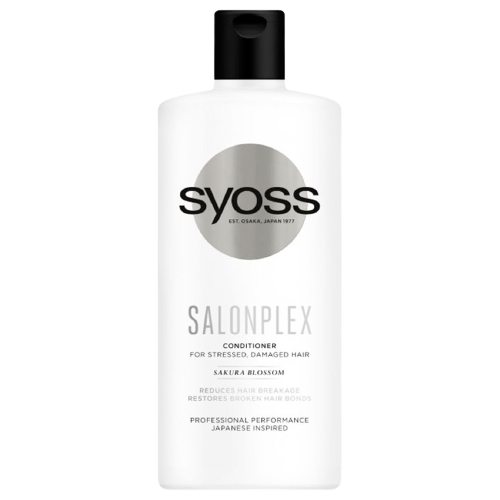 syoss
EST. OSAKA, JAPAN 1977
SALONPLEX
CONDITIONER
FOR STRESSED, DAMAGED HAIR
SAKURA BLOSSOM
REDUCES HAIR BREAKAGE
RESTORES BROKEN HAIR BONDS
PROFESSIONAL PERFORMANCE
JAPANESE INSPIRED